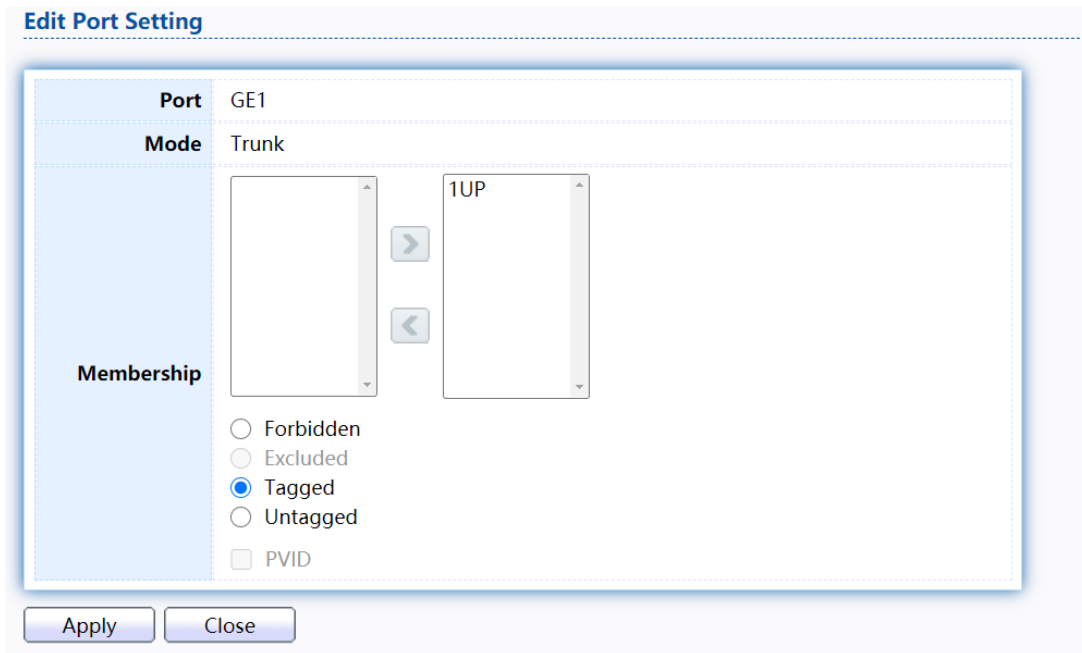 Edit Port Setting
Port GE1
Mode Trunk
Membership
1UP
Forbidden
Excluded
Tagged
Untagged
PVID
Apply Close